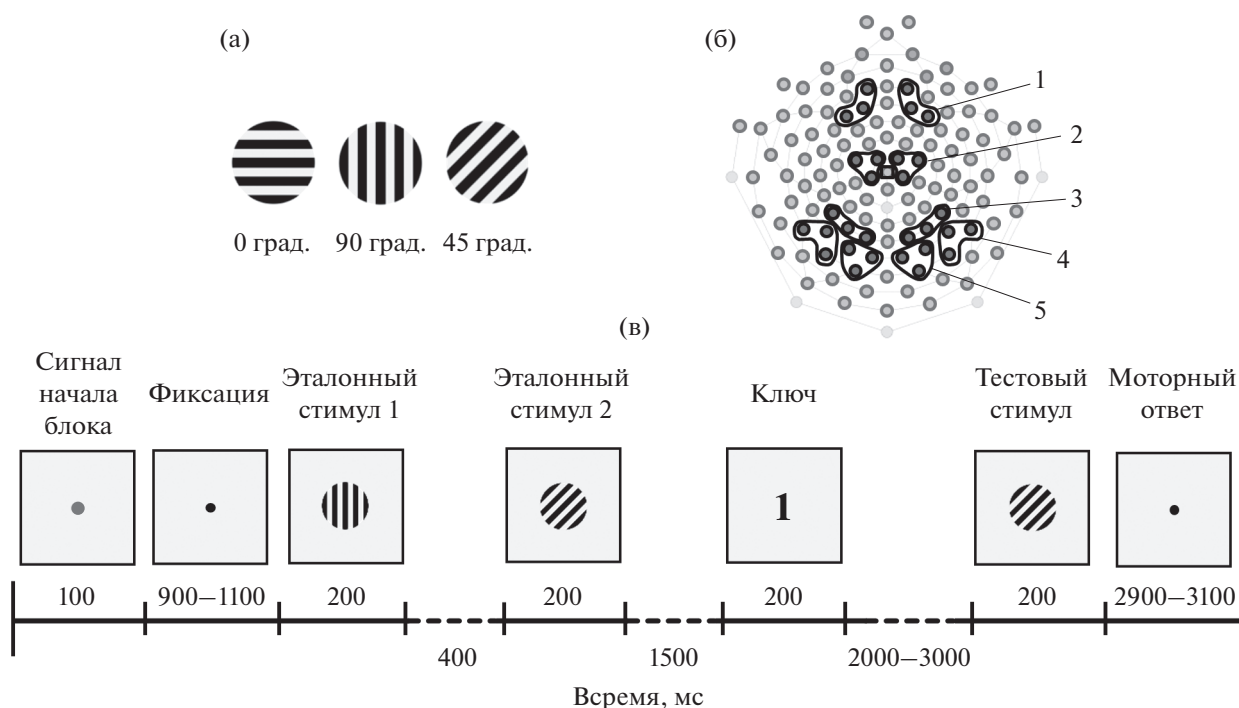 (а)
(б)
0 град. 90 град. 45 град.
1
2
3
4
5
(в)
Сигнал
начала
блока
Фиксация
Эталонный
стимул 1
Эталонный
стимул 2
Ключ
Тестовый
стимул
Моторный
ответ
1
100 900–1100 200 200 200 200 2900–3100
400 1500 2000–3000
Всремя, мс